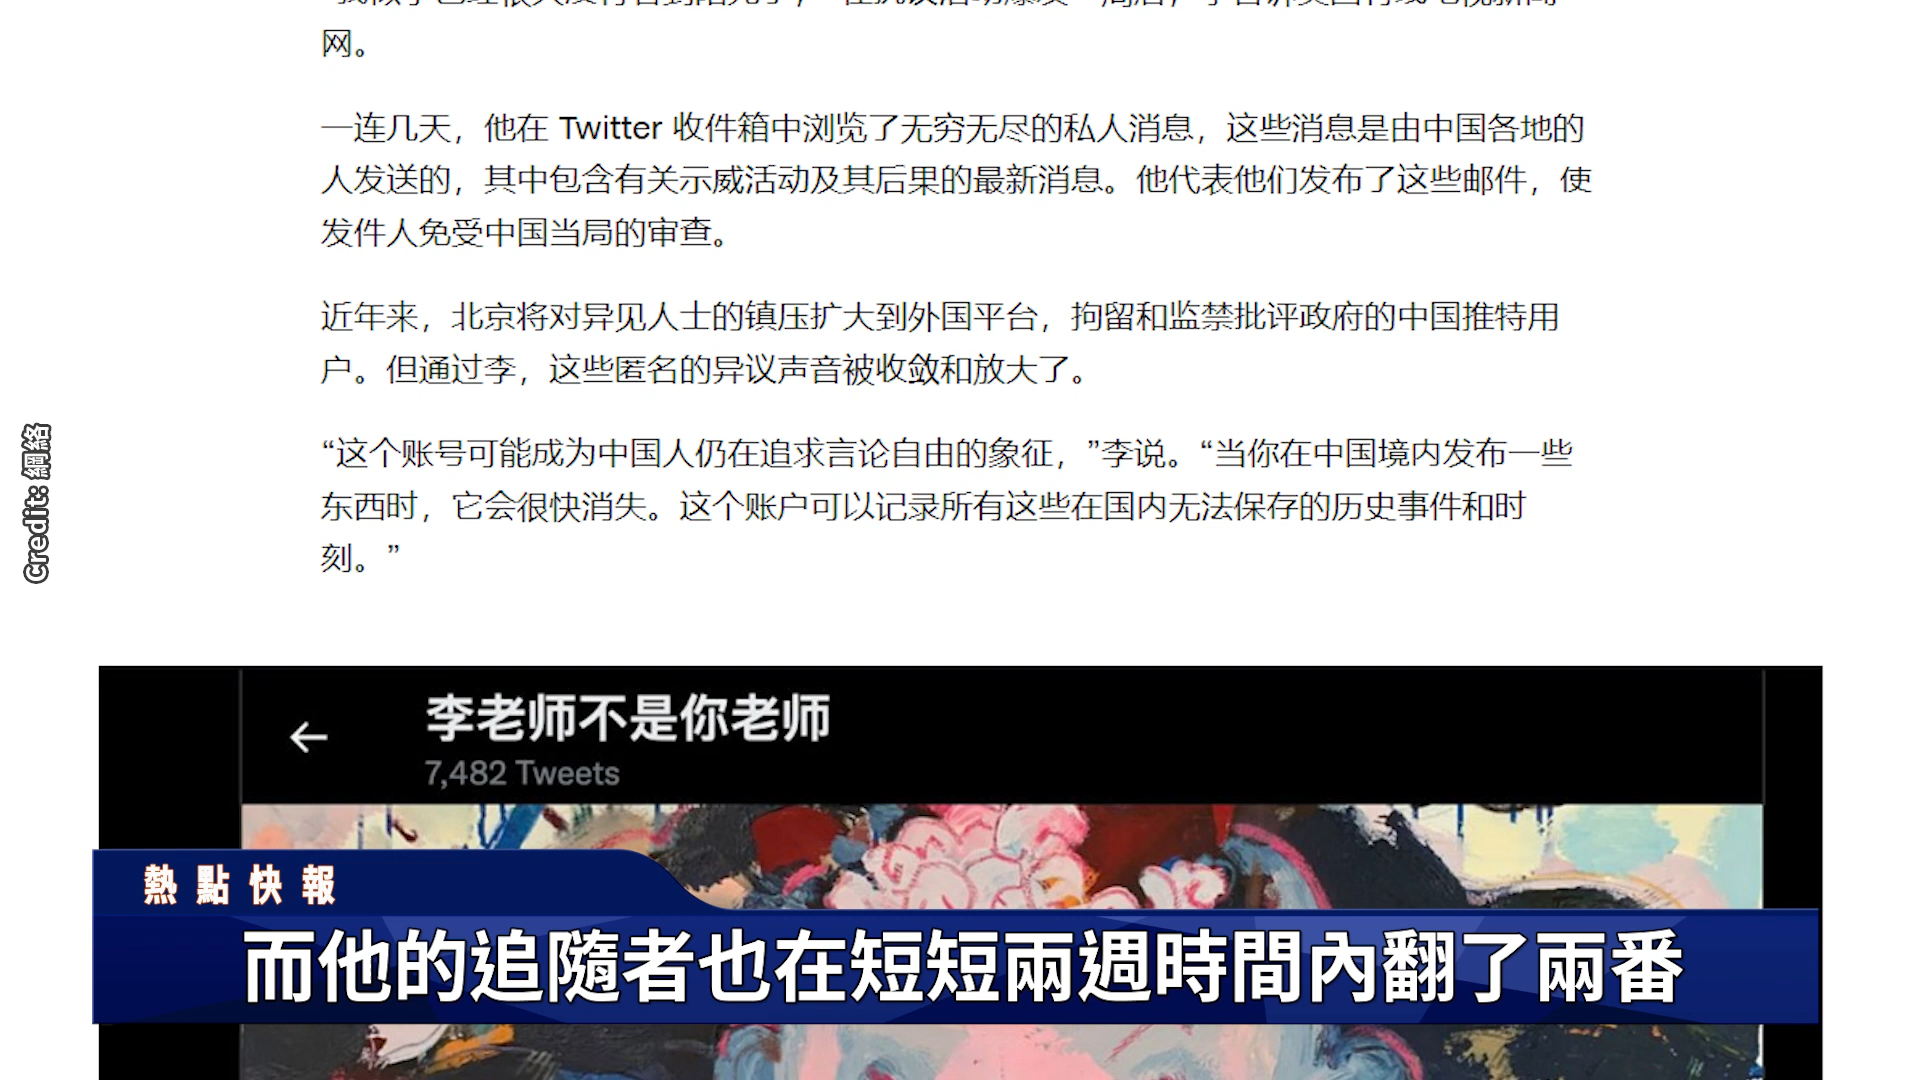 网。
一连几天，他在 Twitter 收件箱中浏览了无穷无尽的私人消息，这些消息是由中国各地的
人发送的，其中包含有关示威活动及其后果的最新消息。他代表他们发布了这些邮件，使
发件人免受中国当局的审查。
近年来，北京将对异见人士的镇压扩大到外国平台，拘留和监禁批评政府的中国推特用
户。但通过李，这些匿名的异议声音被收敛和放大了。
“这个账号可能成为中国人仍在追求言论自由的象征，”李说。“当你在中国境内发布一些
东西时，它会很快消失。这个账户可以记录所有这些在国内无法保存的历史事件和时
刻。”
Credit: 網絡
李老师不是你老师
7,482 Tweets
熱點快報
而他的追隨者也在短短兩週時間內翻了兩番